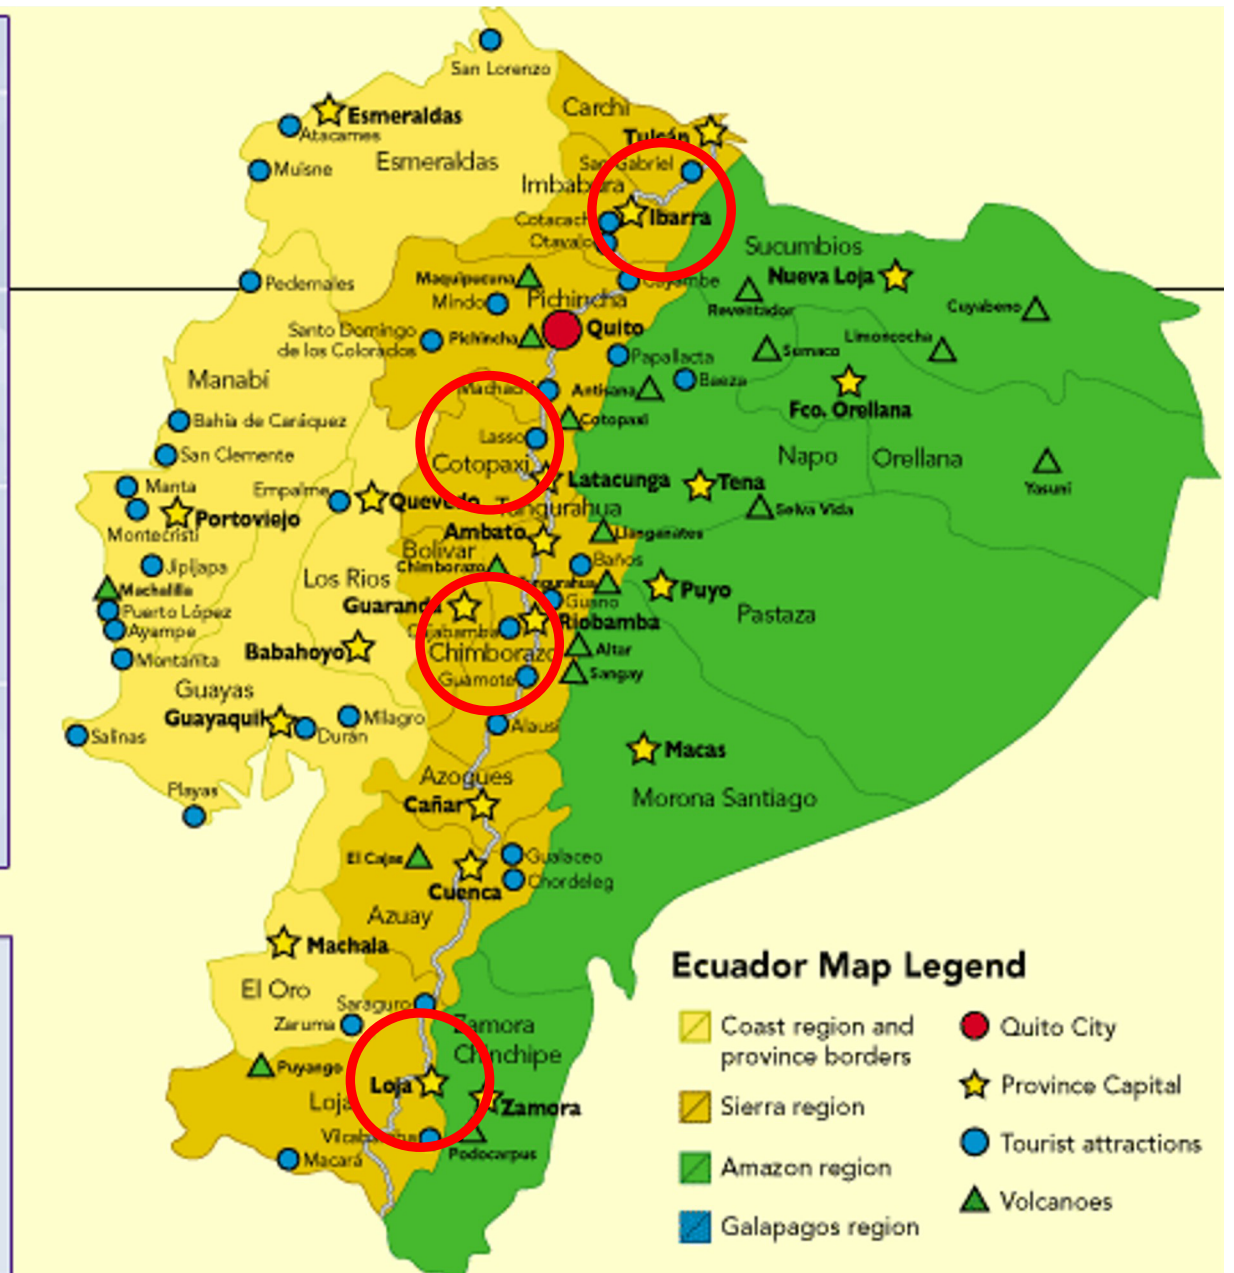 San Lorenzo
Carchi
Esmeraldas
Atacames
Tulcán
Esmeraldas
San Gabriel
Muisne
Imbabura
Cotacachi
Ibarra
Otavalo
Sucumbios
Pedernales
Maquipucuna
Cayambe
Nueva Loja
Mindo
Pichincha
Reventador
Cuyabeno
Santo Domingo
de los Colorados
Pichincha
Quito
Limoncocha
Papallacta
Sumaco
Manabí
Machachi
Antisana
Baeza
Fco. Orellana
Bahía de Caráquez
Cotopaxi
Lasso
San Clemente
Cotopaxi
Napo
Orellana
Manta
Empalme
Latacunga
Tena
Yasuní
Quevedo
Portoviejo
Tungurahua
Selva Vida
Montecristi
Ambato
Llanganates
Bolívar
Jipijapa
Chimborazo
Baños
Los Rios
Machalilla
Tungurahua
Puyo
Puerto López
Guaranda
Guano
Pastaza
Ayampe
Cajabamba
Riobamba
Babahoyo
Chimborazo
Altar
Montañita
Guamote
Sangay
Guayas
Guayaquil
Milagro
Salinas
Durán
Alausí
Macas
Playas
Azogues
Morona Santiago
Cañar
El Cajas
Gualaceo
Cuenca
Chordeleg
Azuay
Machala
El Oro
Saraguro
Zaruma
Zamora
Chinchipe
Puyango
Loja
Loja
Zamora
Vilcabamba
Podocarpus
Macará
Ecuador Map Legend
Coast region and
province borders
Sierra region
Amazon region
Galapagos region
Quito City
Province Capital
Tourist attractions
Volcanoes